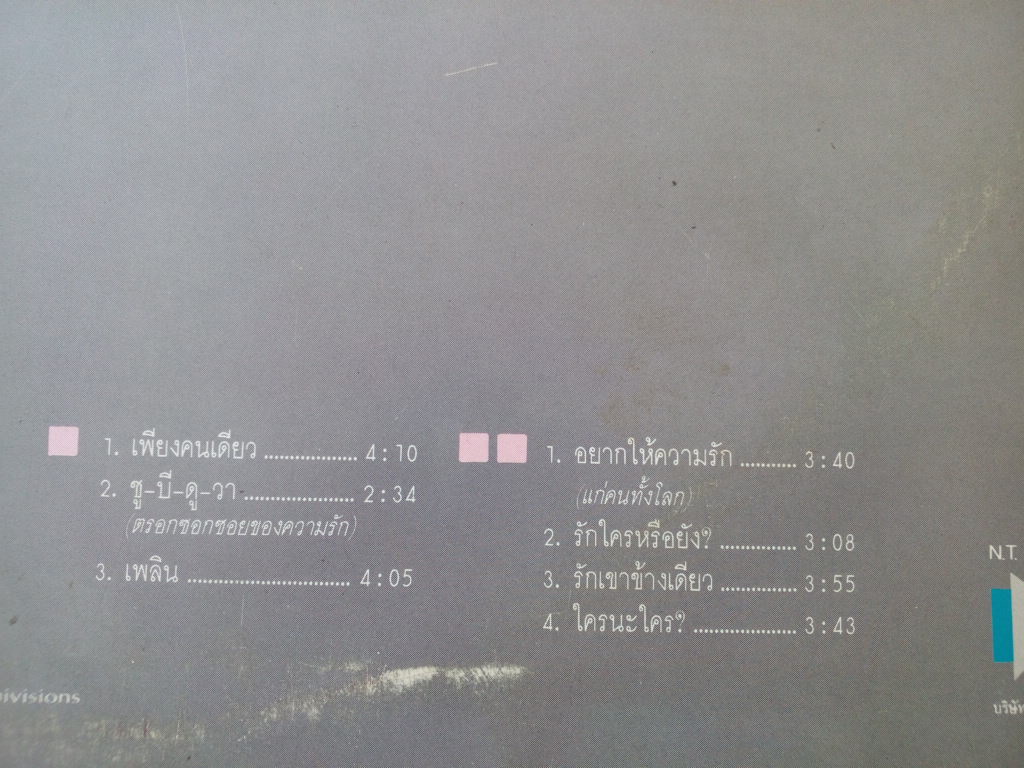 1. เพียงคนเดียว ................. 4:10
2. ชู-บี-ดู-วา .................... 2:34
(ตรอกซอกซอยของความรัก)
3. เพลิน .............................. 4:05
1. อยากให้ความรัก .......... 3:40
(แก่คนทั้งโลก)
2. รักใครหรือยัง? .............. 3:08
3. รักเขาข้างเดียว .............. 3:55
4. ใครนะใคร? ................... 3:43
N.T.
ivisions
บริษัท